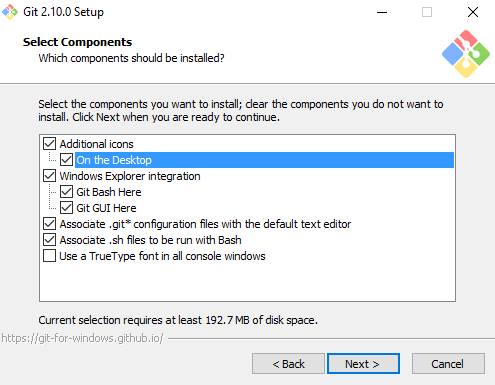 Git 2.10.0 Setup
Select Components
Which components should be installed?
Select the components you want to install; clear the components you do not want to
install. Click Next when you are ready to continue.
Additional icons
On the Desktop
Windows Explorer integration
Git Bash Here
Git GUI Here
Associate .git* configuration files with the default text editor
Associate .sh files to be run with Bash
Use a TrueType font in all console windows
Current selection requires at least 192.7 MB of disk space.
https://git-for-windows.github.io/
< Back
Next >
Cancel